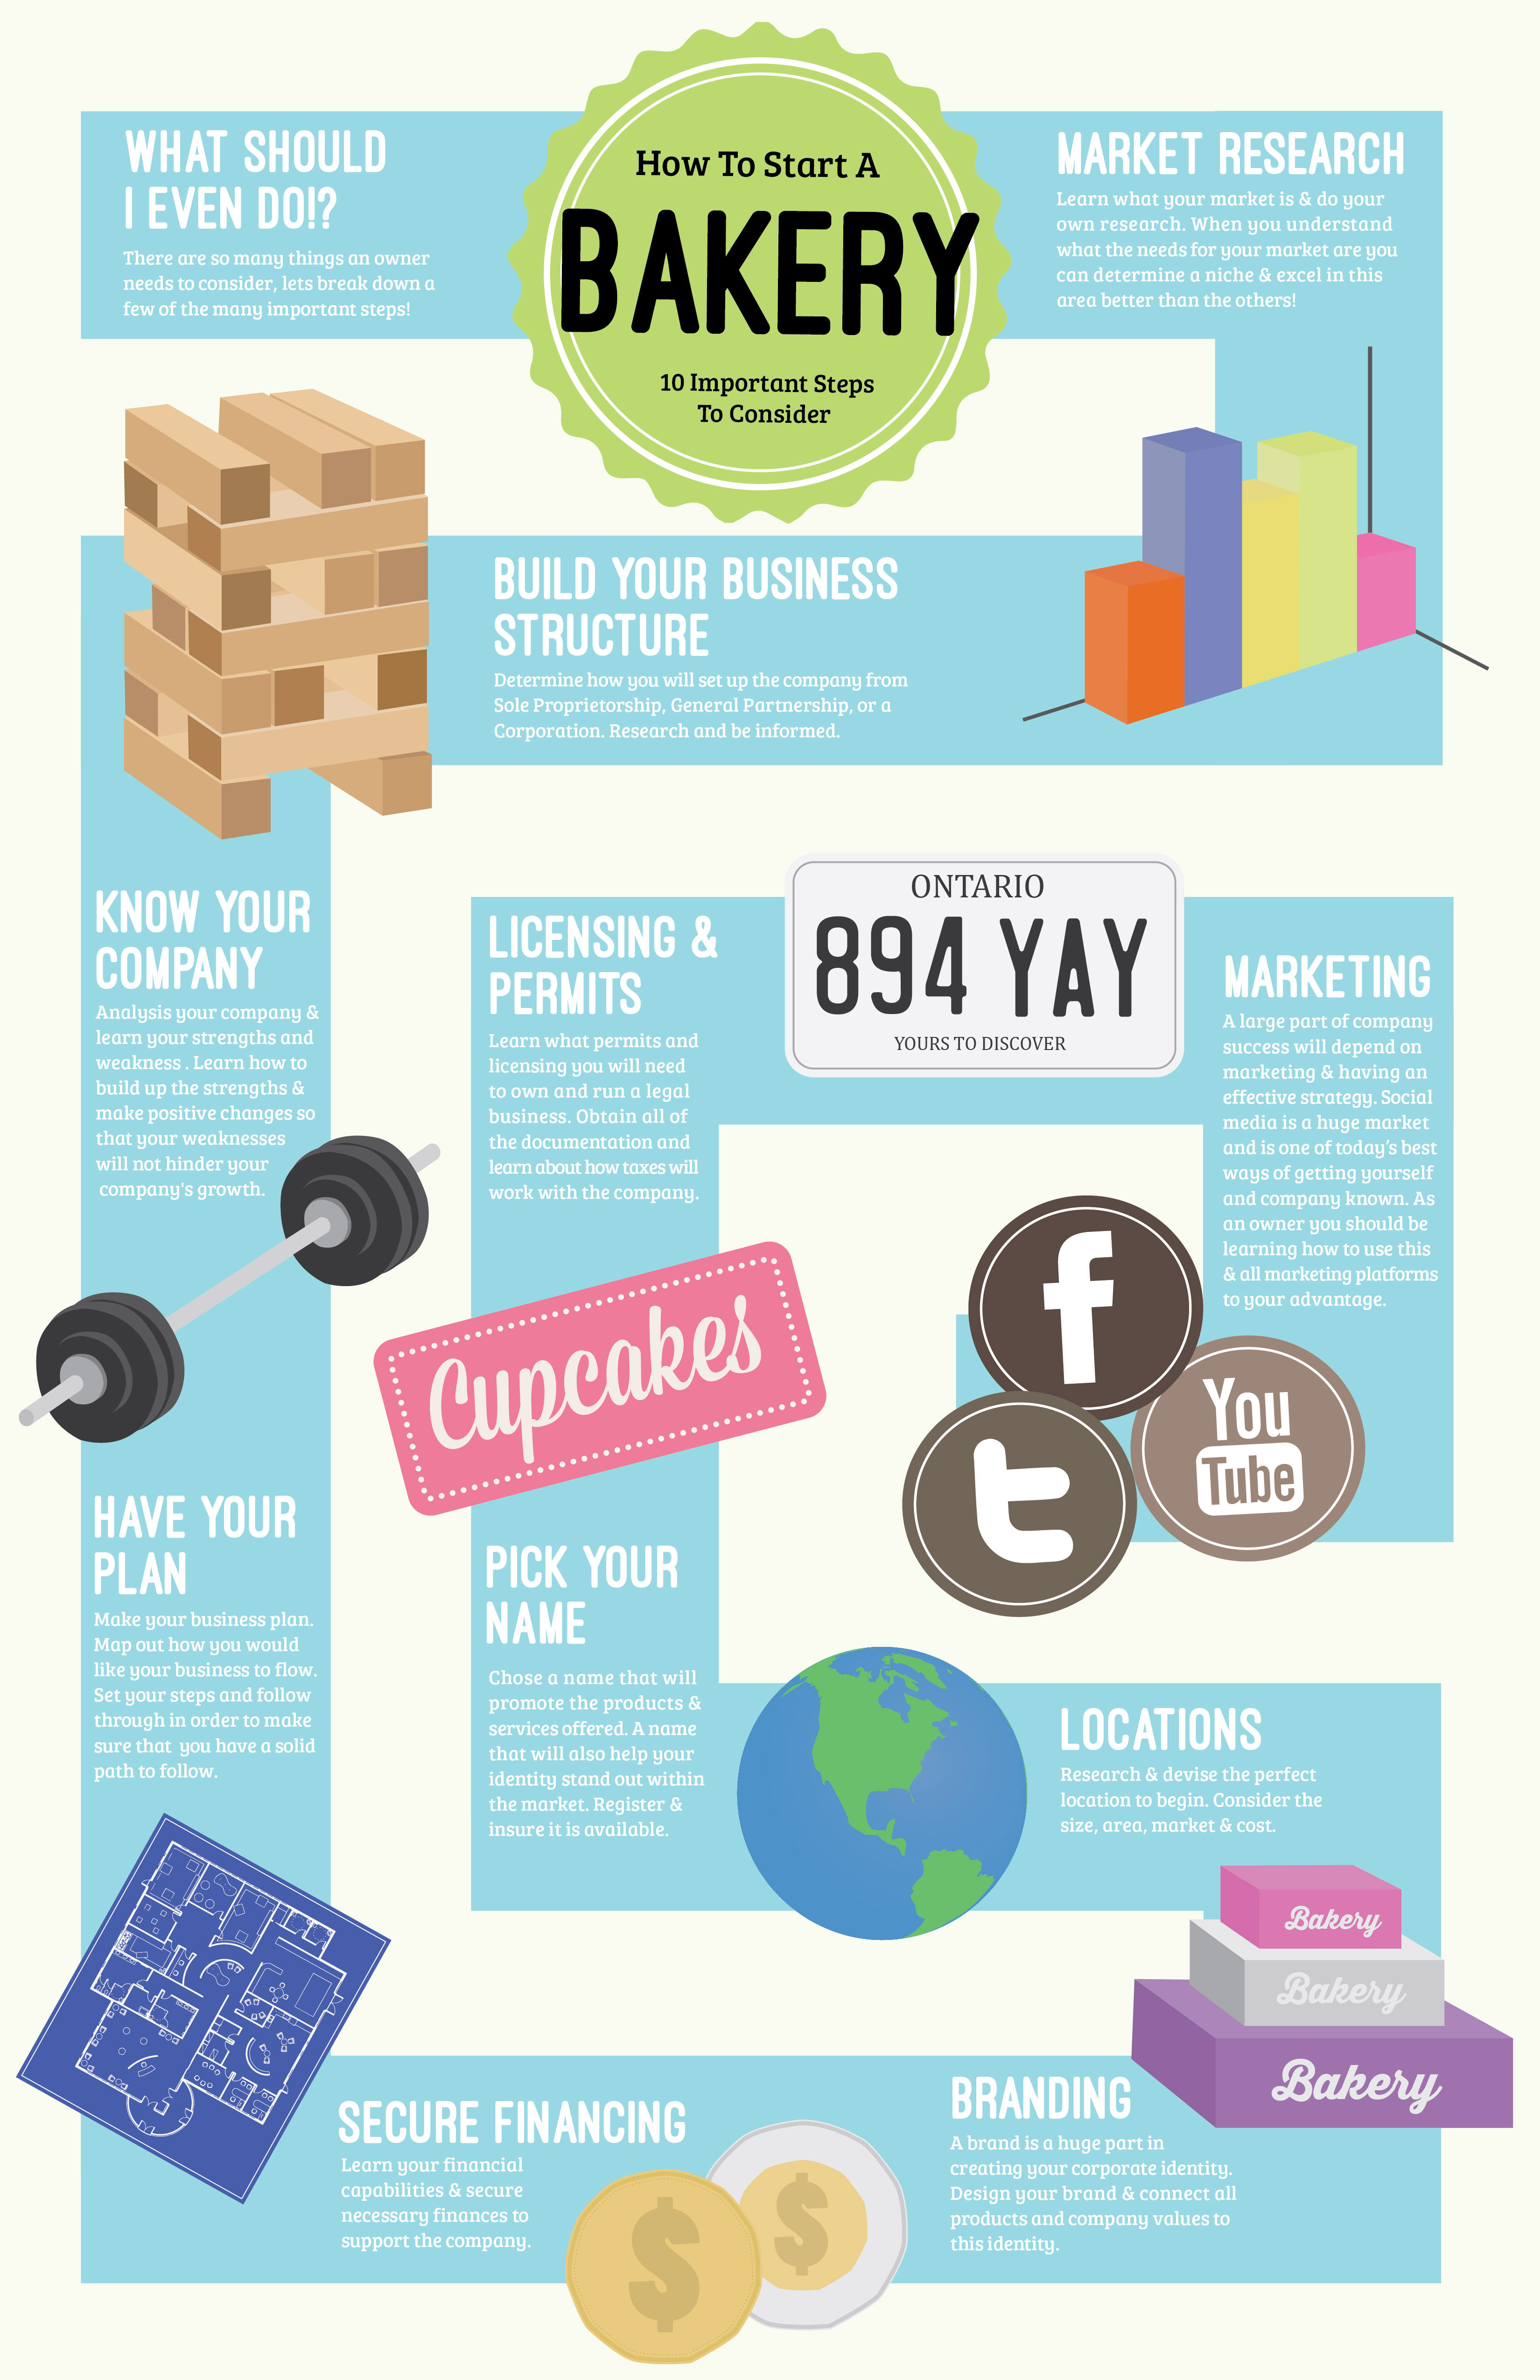 How To Start A
BAKERY
10 Important Steps
To Consider
WHAT SHOULD
I EVEN DO!?
There are so many things an owner
needs to consider, lets break down a
few of the many important steps!
MARKET RESEARCH
Learn what your market is & do your
own research. When you understand
what the needs for your market are you
can determine a niche & excel in this
area better than the others!
BUILD YOUR BUSINESS
STRUCTURE
Determine how you will set up the company from
Sole Proprietorship, General Partnership, or a
Corporation. Research and be informed.
KNOW YOUR
COMPANY
Analysis your company &
learn your strengths and
weakness . Learn how to
build up the strengths &
make positive changes so
that your weaknesses
will not hinder your
company's growth.
HAVE YOUR
PLAN
Make your business plan.
Map out how you would
like your business to flow.
Set your steps and follow
through in order to make
sure that you have a solid
path to follow.
SECURE FINANCING
Learn your financial
capabilities & secure
necessary finances to
support the company.
$
$
BRANDING
A brand is a huge part in
creating your corporate identity.
Design your brand & connect all
products and company values to
this identity.
Bakery
Bakery
Bakery
LOCATIONS
Research & devise the perfect
location to begin. Consider the
size, area, market & cost.
PICK YOUR
NAME
Chose a name that will
promote the products &
services offered. A name
that will also help your
identity stand out within
the market. Register &
insure it is available.
Cupcakes
LICENSING &
PERMITS
Learn what permits and
licensing you will need
to own and run a legal
business. Obtain all of
the documentation and
learn about how taxes will
work with the company.
ONTARIO
894 YAY
YOURS TO DISCOVER
MARKETING
A large part of company
success will depend on
marketing & having an
effective strategy. Social
media is a huge market
and is one of today's best
ways of getting yourself
and company known. As
an owner you should be
learning how to use this
& all marketing platforms
to your advantage.
f
t
You
Tube